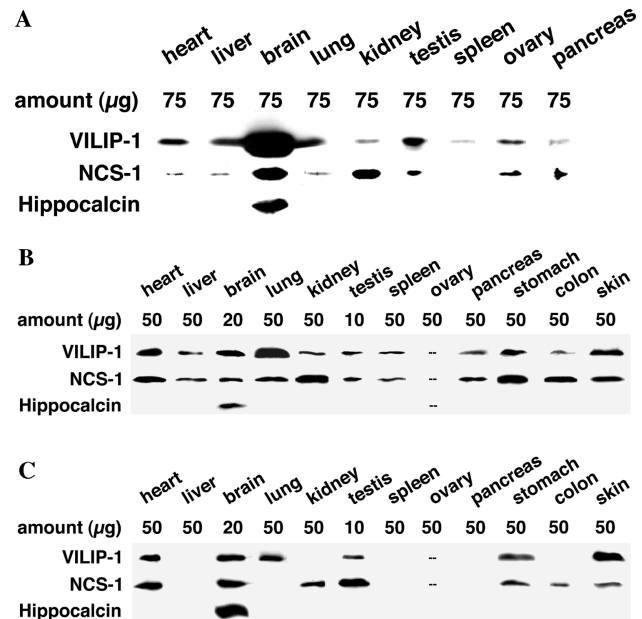 A
heart liver brain lung kidney testis spleen ovary pancreas
amount (µg) 75 75 75 75 75 75 75 75 75
VILIP-1
NCS-1
Hippocalcin
B
heart liver brain lung kidney testis spleen ovary pancreas stomach colon skin
amount (µg) 50 50 20 50 50 10 50 50 50 50 50 50
VILIP-1 --
NCS-1 --
Hippocalcin --
C
heart liver brain lung kidney testis spleen ovary pancreas stomach colon skin
amount (µg) 50 50 20 50 50 10 50 50 50 50 50 50
VILIP-1 --
NCS-1 --
Hippocalcin